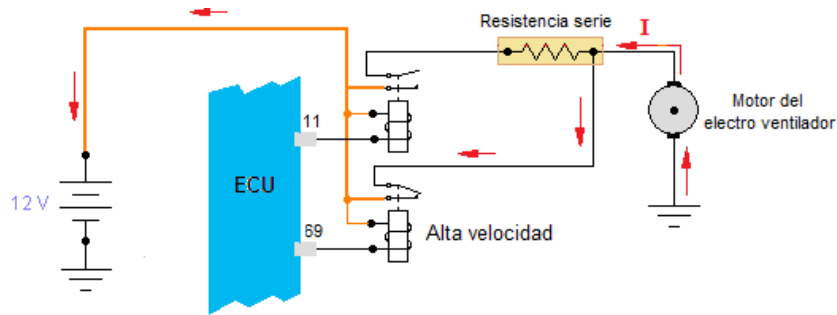 Resistencia serie
I
11
Motor del
electro ventilador
ECU
12 V
69
Alta velocidad